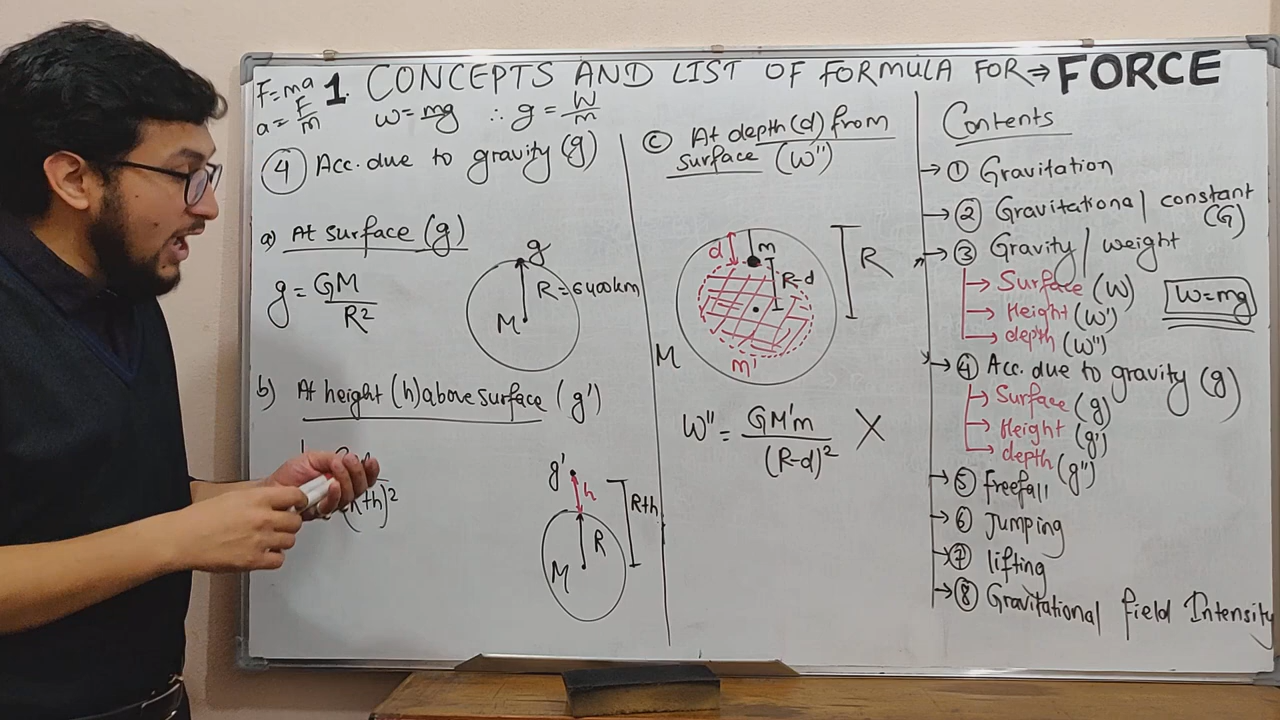 F=ma
a=F/m
1. CONCEPTS AND LIST OF FORMULA FOR→ FORCE
w=mg ∴ g=W/m
④ Acc. due to gravity (g)
a) At surface (g)
g=GM/R²
g
R=6400km
M
b) At height (h) above surface (g')
+h)²
g'
h
R+h
R
M
c) At depth(d) from
surface (W'')
d
m
R-d
R
m'
M
W''=GM'm/(R-d)² X
Contents
→① Gravitation
→② Gravitational constant
(G)
→③ Gravity/weight
→Surface (W)
→Height (W')
→depth (W'')
W=mg
→④ Acc. due to gravity (g)
→Surface (g)
→Height (g')
→depth (g'')
→⑤ freefall
→⑥ Jumping
→⑦ lifting
→⑧ Gravitational field Intensity